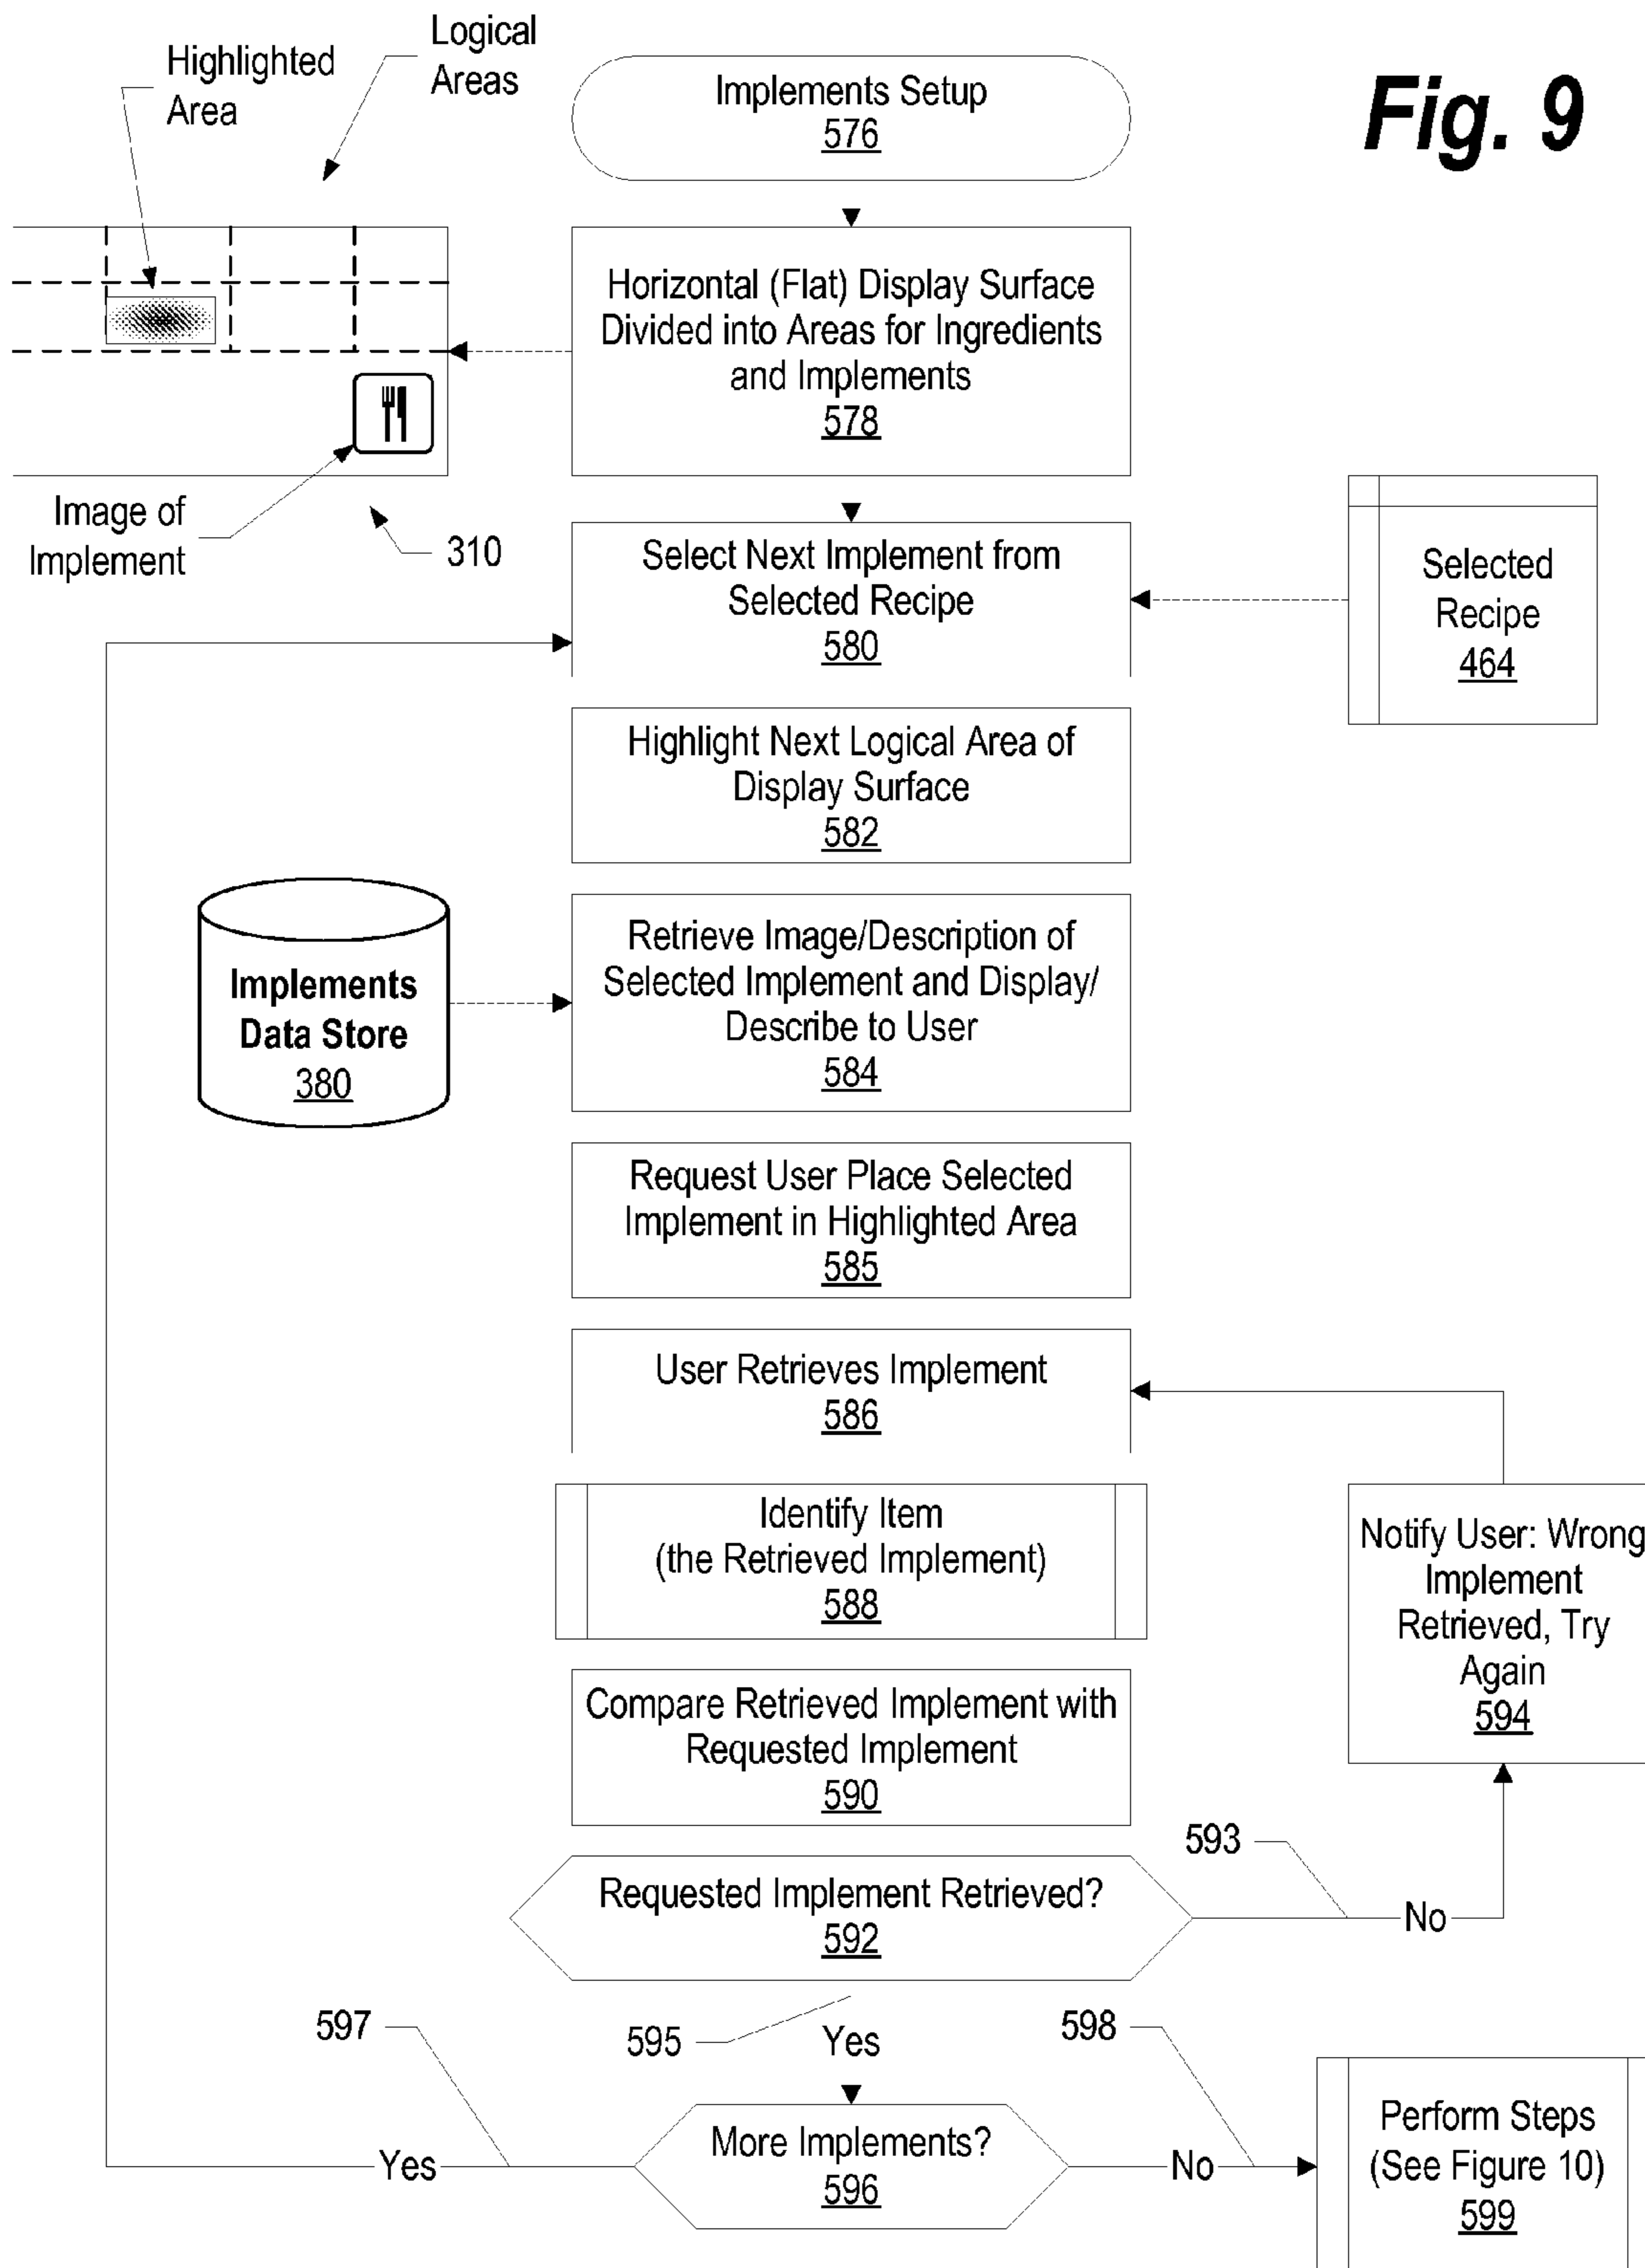 Fig. 9
Highlighted
Area
Logical
Areas
Implements Setup
576
Horizontal (Flat) Display Surface
Divided into Areas for Ingredients
and Implements
578
Image of
Implement
310
Select Next Implement from
Selected Recipe
580
Selected
Recipe
464
Highlight Next Logical Area of
Display Surface
582
Implements
Data Store
380
Retrieve Image/Description of
Selected Implement and Display/
Describe to User
584
Request User Place Selected
Implement in Highlighted Area
585
User Retrieves Implement
586
Identify Item
(the Retrieved Implement)
588
Notify User: Wrong
Implement
Retrieved, Try
Again
594
Compare Retrieved Implement with
Requested Implement
590
593
Requested Implement Retrieved?
592
No
597
595
Yes
598
More Implements?
596
Yes
No
Perform Steps
(See Figure 10)
599